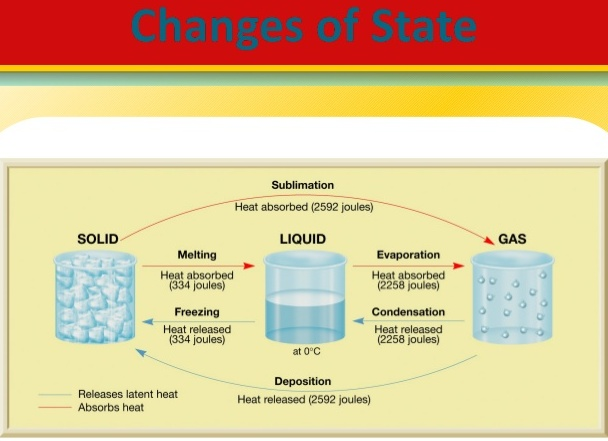 Changes of State
Sublimation
Heat absorbed (2592 joules)
SOLID
LIQUID
GAS
Melting
Heat absorbed
(334 joules)
Evaporation
Heat absorbed
(2258 joules)
Freezing
Heat released
(334 joules)
Condensation
Heat released
(2258 joules)
at 0°C
Deposition
Heat released (2592 joules)
Releases latent heat
Absorbs heat